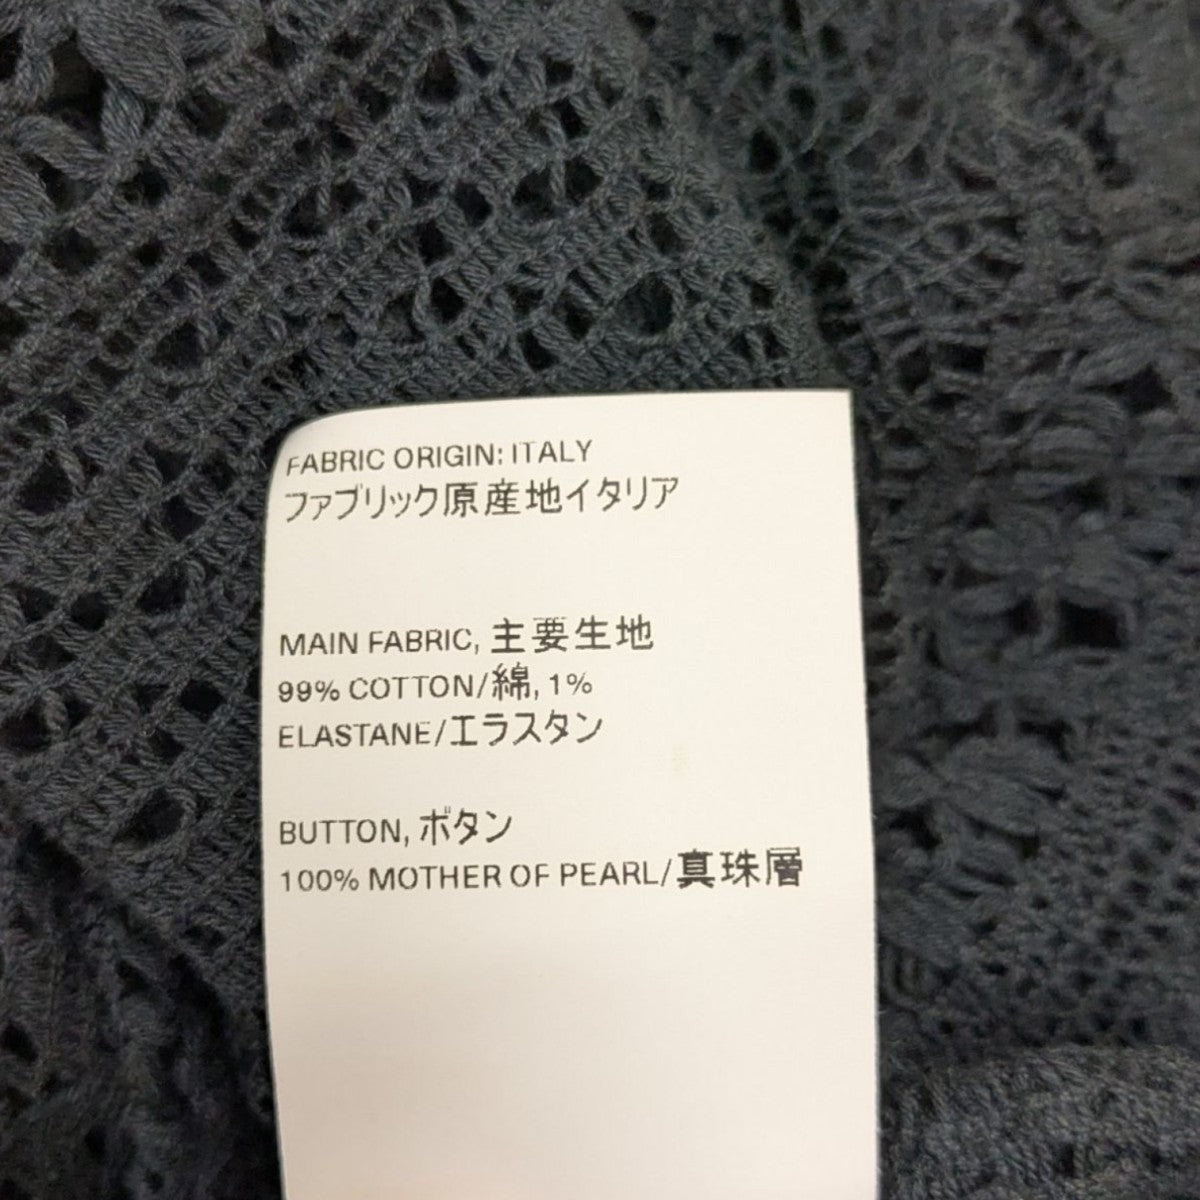 FABRIC ORIGIN: ITALY
ファブリック原産地イタリア
MAIN FABRIC, 主要生地
99% COTTON/綿, 1%
ELASTANE/エラスタン
BUTTON, ボタン
100% MOTHER OF PEARL/真珠層